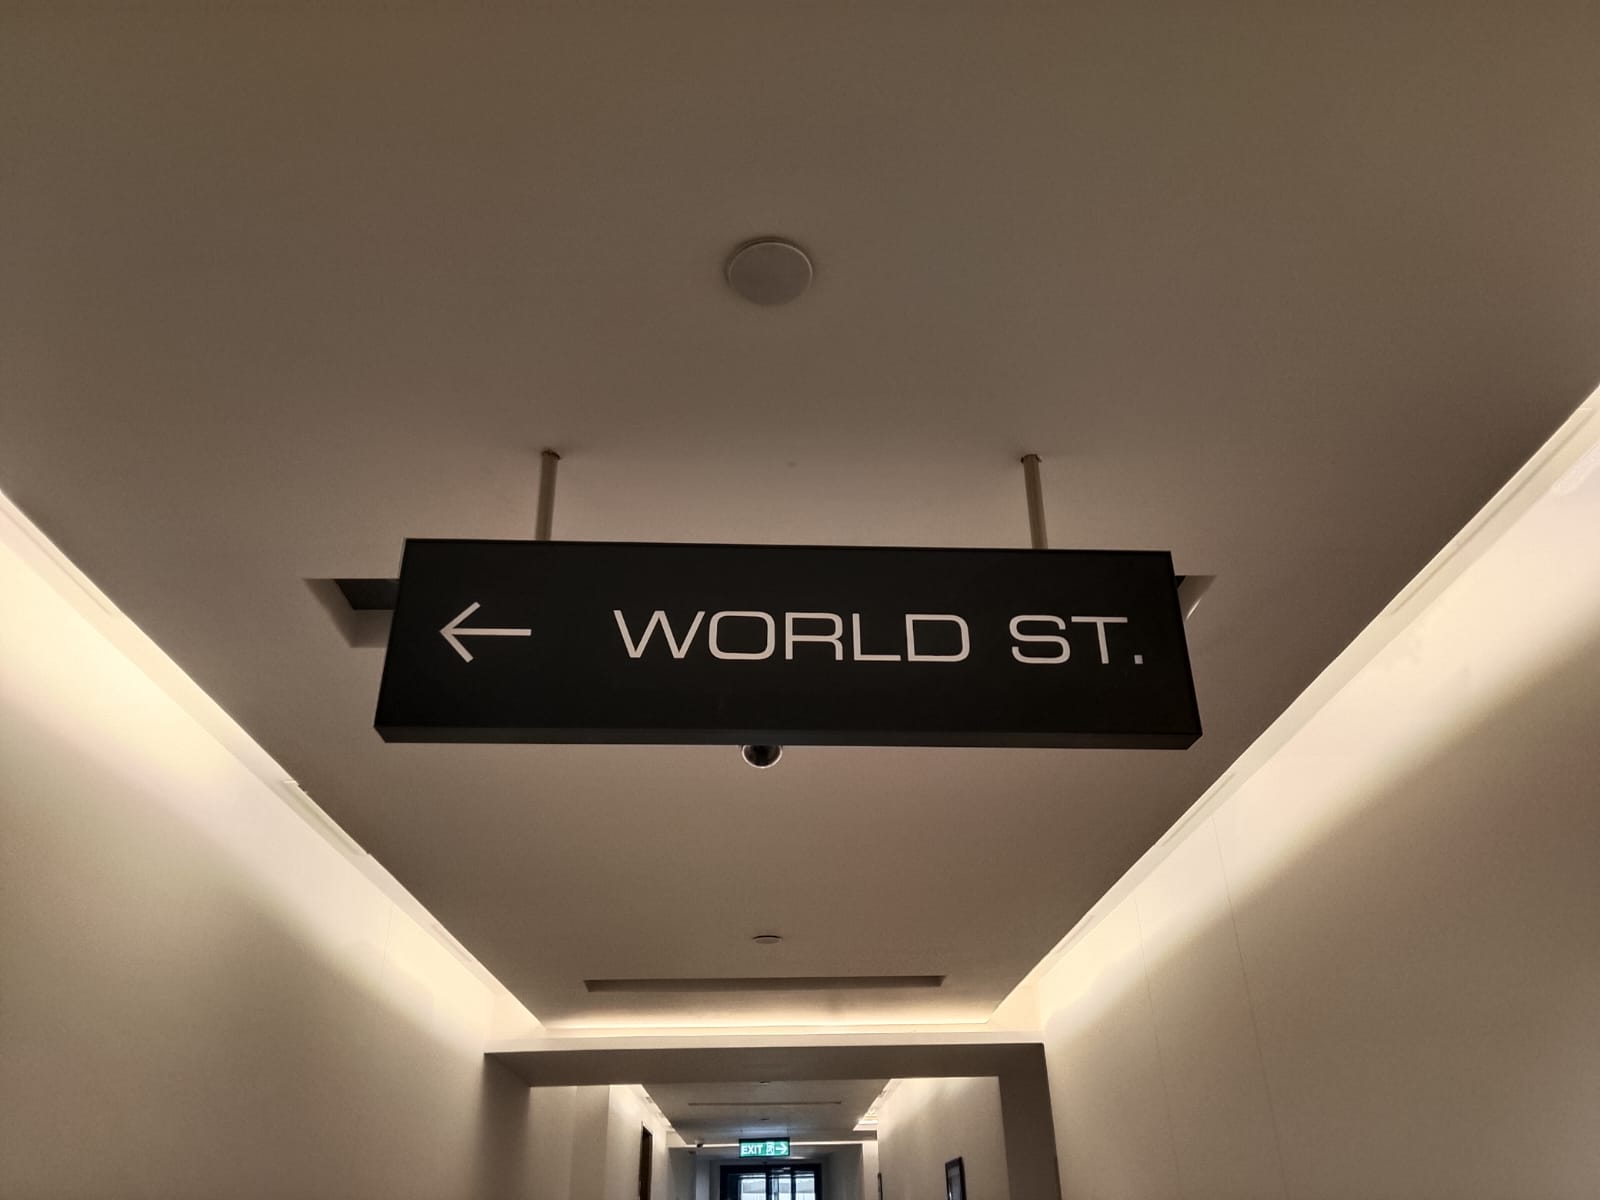 ← WORLD ST.
EXIT →